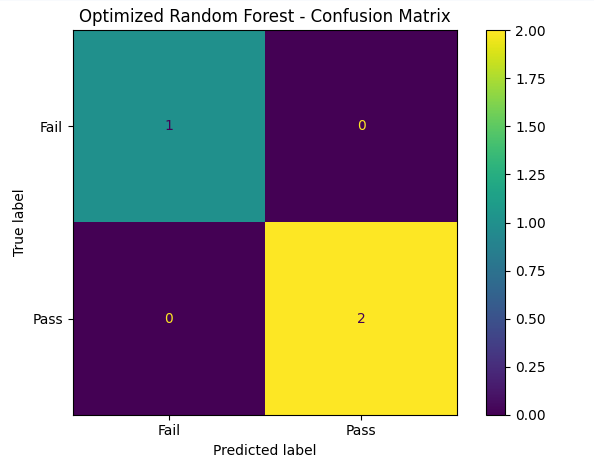 Optimized Random Forest - Confusion Matrix
True label
Fail
Pass
1
0
0
2
Fail
Pass
Predicted label
2.00
1.75
1.50
1.25
1.00
0.75
0.50
0.25
0.00